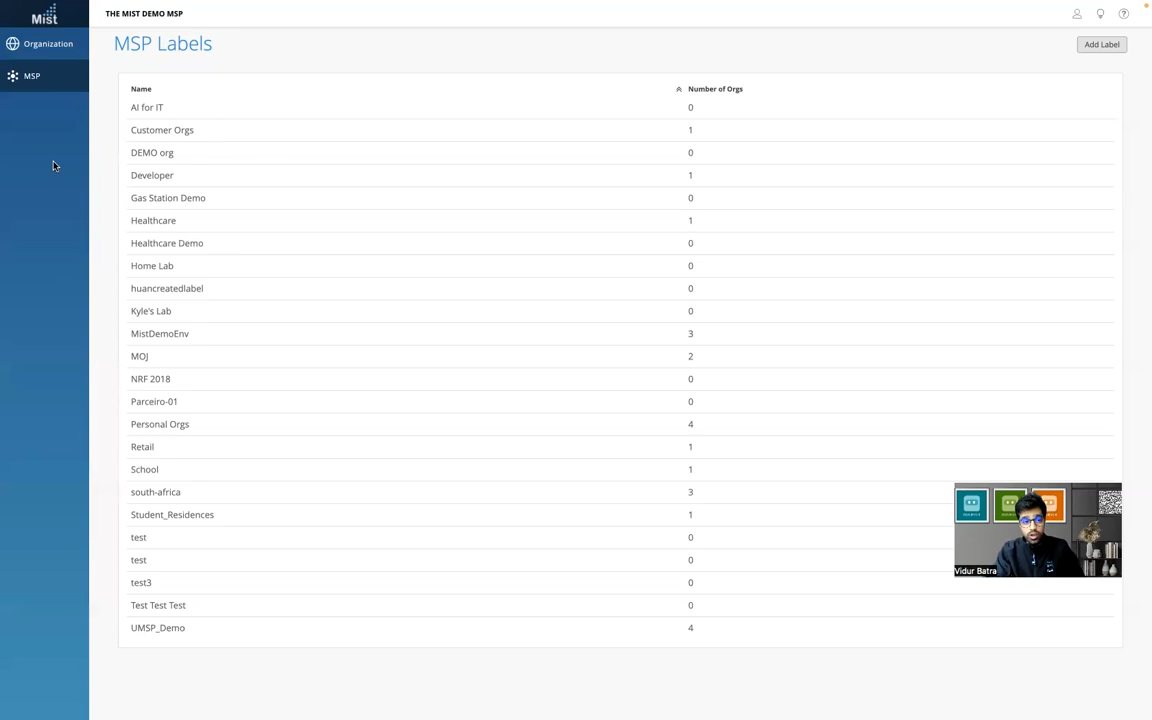 Mist
THE MIST DEMO MSP
Organization
MSP
MSP Labels
Add Label
Name Number of Orgs
AI for IT 0
Customer Orgs 1
DEMO org 0
Developer 1
Gas Station Demo 0
Healthcare 1
Healthcare Demo 0
Home Lab 0
huancreatedlabel 0
Kyle's Lab 0
MistDemoEnv 3
MOJ 2
NRF 2018 0
Parceiro-01 0
Personal Orgs 4
Retail 1
School 1
south-africa 3
Student_Residences 1
test 0
test 0
test3 0
Test Test Test 0
UMSP_Demo 4
Vidur Batra